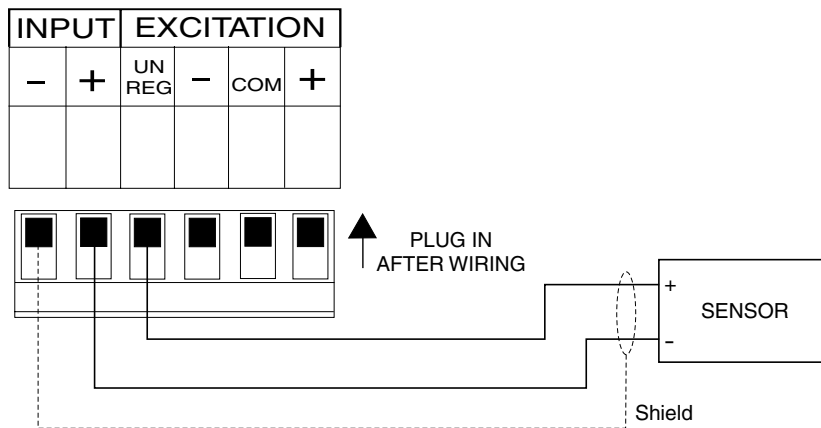 INPUT EXCITATION
− + UN REG − COM +
PLUG IN
AFTER WIRING
+
SENSOR
−
Shield